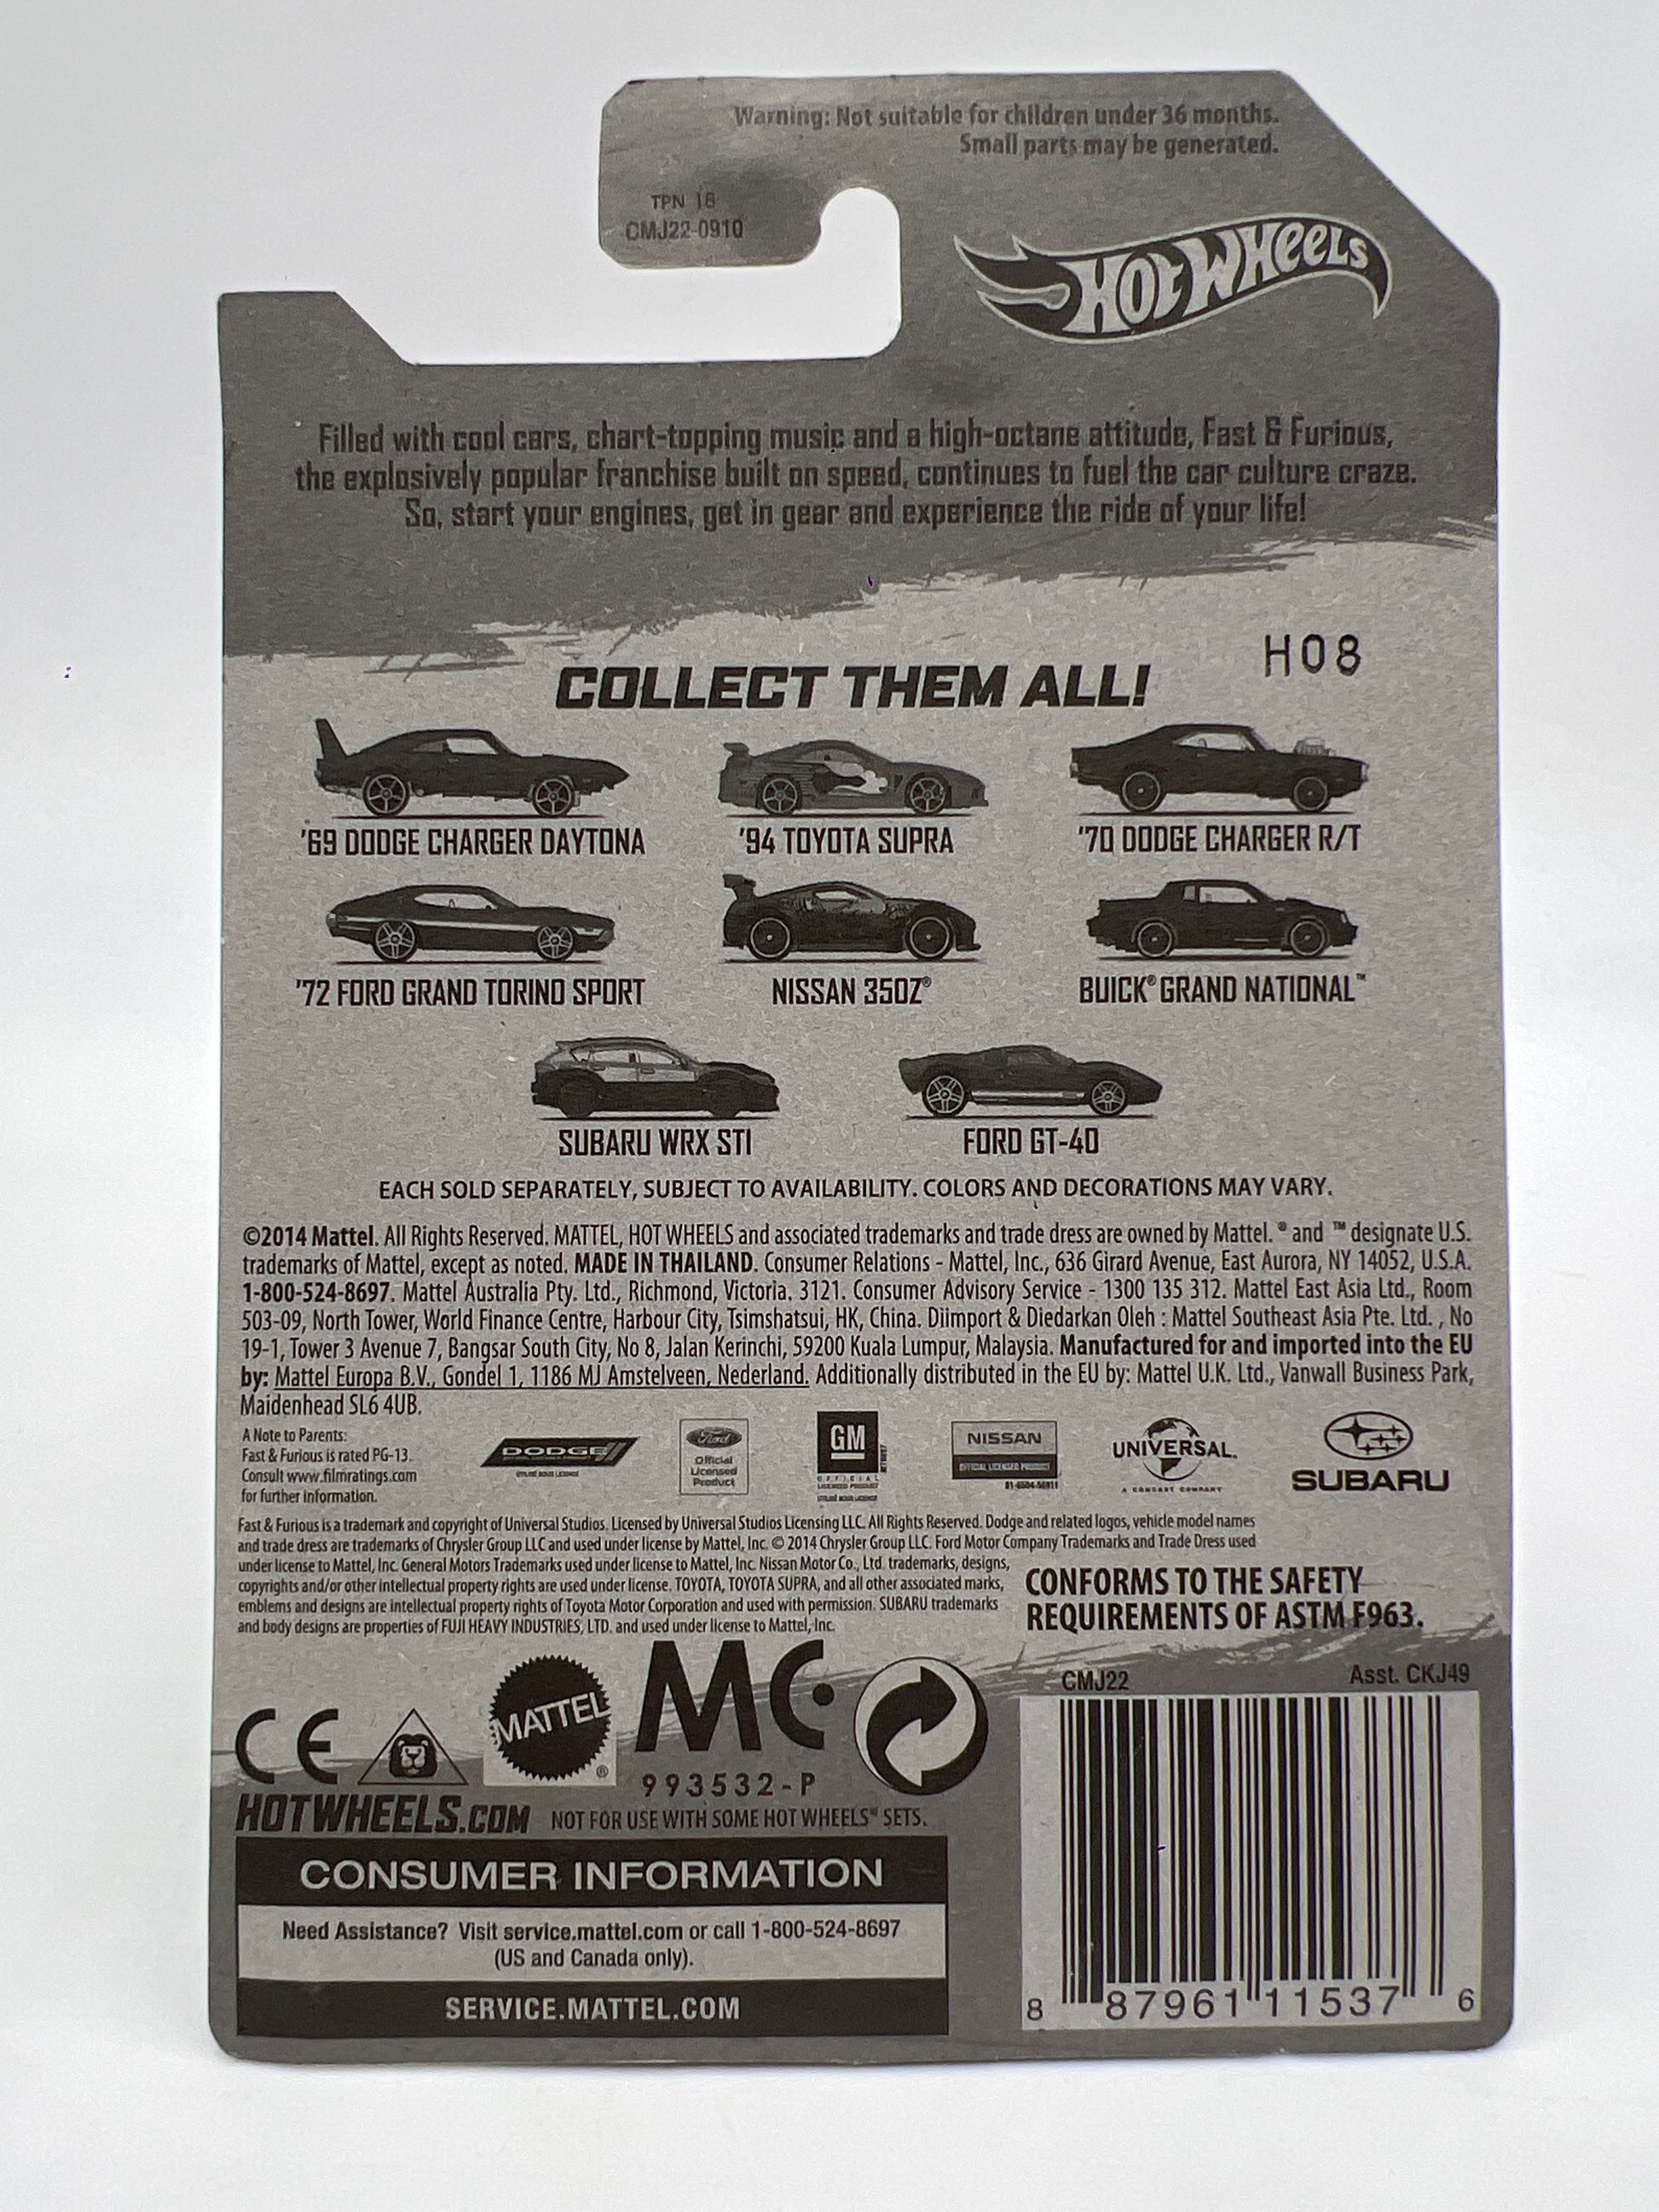 Warning: Not suitable for children under 36 months.
Small parts may be generated.
TPN 18
CMJ22-0910
HOT WHEELS
Filled with cool cars, chart-topping music and a high-octane attitude, Fast & Furious,
the explosively popular franchise built on speed, continues to fuel the car culture craze.
So, start your engines, get in gear and experience the ride of your life!
H08
COLLECT THEM ALL!
'69 DODGE CHARGER DAYTONA
'94 TOYOTA SUPRA
'70 DODGE CHARGER R/T
'72 FORD GRAND TORINO SPORT
NISSAN 350Z®
BUICK® GRAND NATIONAL™
SUBARU WRX STI
FORD GT-40
EACH SOLD SEPARATELY, SUBJECT TO AVAILABILITY. COLORS AND DECORATIONS MAY VARY.
©2014 Mattel. All Rights Reserved. MATTEL, HOT WHEELS and associated trademarks and trade dress are owned by Mattel. ® and ™ designate U.S.
trademarks of Mattel, except as noted. MADE IN THAILAND. Consumer Relations - Mattel, Inc., 636 Girard Avenue, East Aurora, NY 14052, U.S.A.
1-800-524-8697. Mattel Australia Pty. Ltd., Richmond, Victoria. 3121. Consumer Advisory Service - 1300 135 312. Mattel East Asia Ltd., Room
503-09, North Tower, World Finance Centre, Harbour City, Tsimshatsui, HK, China. Diimport & Diedarkan Oleh : Mattel Southeast Asia Pte. Ltd. , No
19-1, Tower 3 Avenue 7, Bangsar South City, No 8, Jalan Kerinchi, 59200 Kuala Lumpur, Malaysia. Manufactured for and imported into the EU
by: Mattel Europa B.V., Gondel 1, 1186 MJ Amstelveen, Nederland. Additionally distributed in the EU by: Mattel U.K. Ltd., Vanwall Business Park,
Maidenhead SL6 4UB.
A Note to Parents:
Fast & Furious is rated PG-13.
Consult www.filmratings.com
for further information.
DODGE
UTILISÉ SOUS LICENCE
Ford
Official
Licensed
Product
GM
OFFICIAL
LICENSED PRODUCT
UTILISÉ SOUS LICENCE
NISSAN
OFFICIAL LICENSED PRODUCT
UNIVERSAL
A COMCAST COMPANY
SUBARU
Fast & Furious is a trademark and copyright of Universal Studios. Licensed by Universal Studios Licensing LLC. All Rights Reserved. Dodge and related logos, vehicle model names
and trade dress are trademarks of Chrysler Group LLC and used under license by Mattel, Inc. © 2014 Chrysler Group LLC. Ford Motor Company Trademarks and Trade Dress used
under license to Mattel, Inc. General Motors Trademarks used under license to Mattel, Inc. Nissan Motor Co., Ltd. trademarks, designs,
copyrights and/or other intellectual property rights are used under license. TOYOTA, TOYOTA SUPRA, and all other associated marks,
emblems and designs are intellectual property rights of Toyota Motor Corporation and used with permission. SUBARU trademarks
and body designs are properties of FUJI HEAVY INDUSTRIES, LTD. and used under license to Mattel, Inc.
CONFORMS TO THE SAFETY
REQUIREMENTS OF ASTM F963.
CE
MATTEL®
MC
993532-P
CMJ22
Asst. CKJ49
HOTWHEELS.COM
NOT FOR USE WITH SOME HOT WHEELS® SETS.
CONSUMER INFORMATION
Need Assistance? Visit service.mattel.com or call 1-800-524-8697
(US and Canada only).
SERVICE.MATTEL.COM
8 87961 11537 6